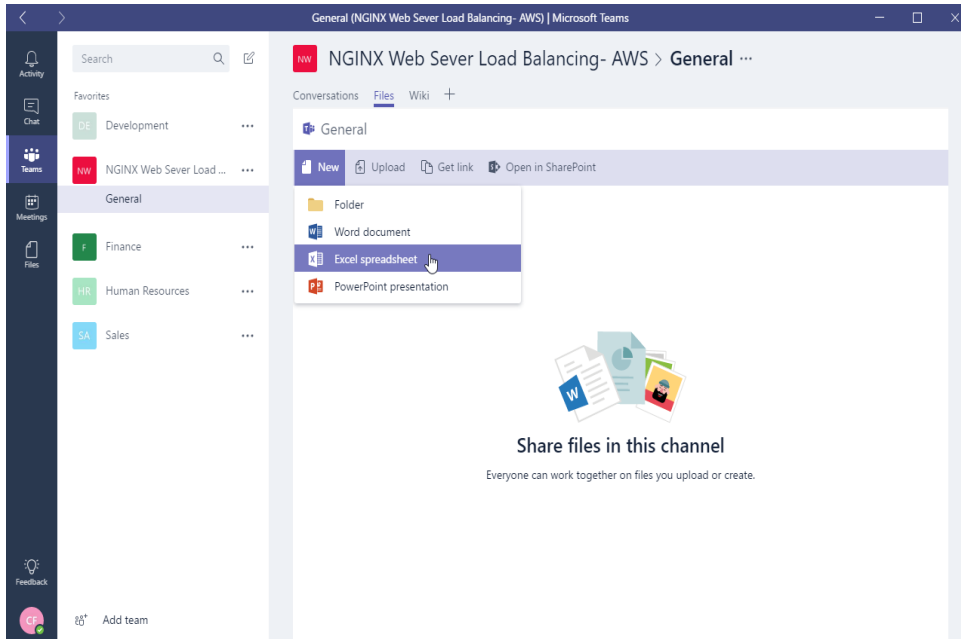 General (NGINX Web Sever Load Balancing- AWS) | Microsoft Teams
Activity
Chat
Teams
Meetings
Files
Feedback
CF
Search
Favorites
DE Development ...
NW NGINX Web Sever Load ... ...
General
F Finance ...
HR Human Resources ...
SA Sales ...
Add team
NW NGINX Web Sever Load Balancing- AWS > General ...
Conversations Files Wiki +
General
New Upload Get link Open in SharePoint
Folder
Word document
Excel spreadsheet
PowerPoint presentation
W
Share files in this channel
Everyone can work together on files you upload or create.